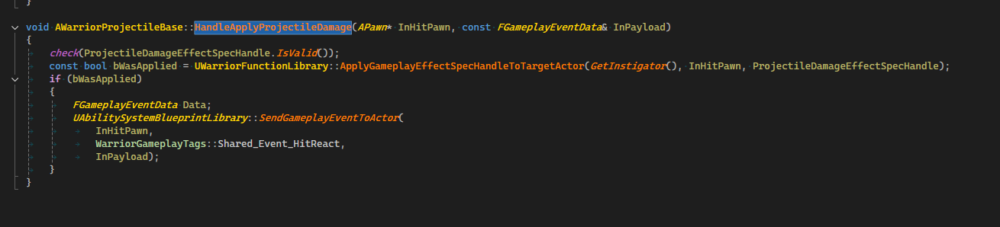 }
void AWarriorProjectileBase::HandleApplyProjectileDamage(APawn* InHitPawn, const FGameplayEventData& InPayload)
{
check(ProjectileDamageEffectSpecHandle.IsValid());
const bool bWasApplied = UWarriorFunctionLibrary::ApplyGameplayEffectSpecHandleToTargetActor(GetInstigator(), InHitPawn, ProjectileDamageEffectSpecHandle);
if (bWasApplied)
{
FGameplayEventData Data;
UAbilitySystemBlueprintLibrary::SendGameplayEventToActor(
InHitPawn,
WarriorGameplayTags::Shared_Event_HitReact,
InPayload);
}
}